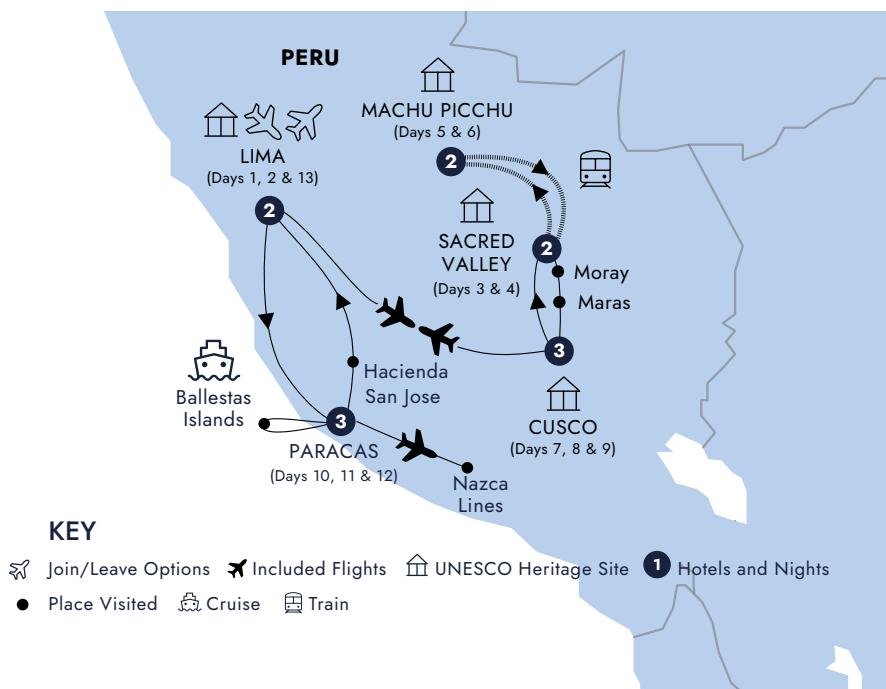 PERU
MACHU PICCHU
(Days 5 & 6)
2
LIMA
(Days 1, 2 & 13)
2
SACRED
VALLEY
(Days 3 & 4)
2
Moray
Maras
3
CUSCO
(Days 7, 8 & 9)
Hacienda
San Jose
Ballestas
Islands
3
PARACAS
(Days 10, 11 & 12)
Nazca
Lines
KEY
Join/Leave Options Included Flights UNESCO Heritage Site 1 Hotels and Nights
Place Visited Cruise Train